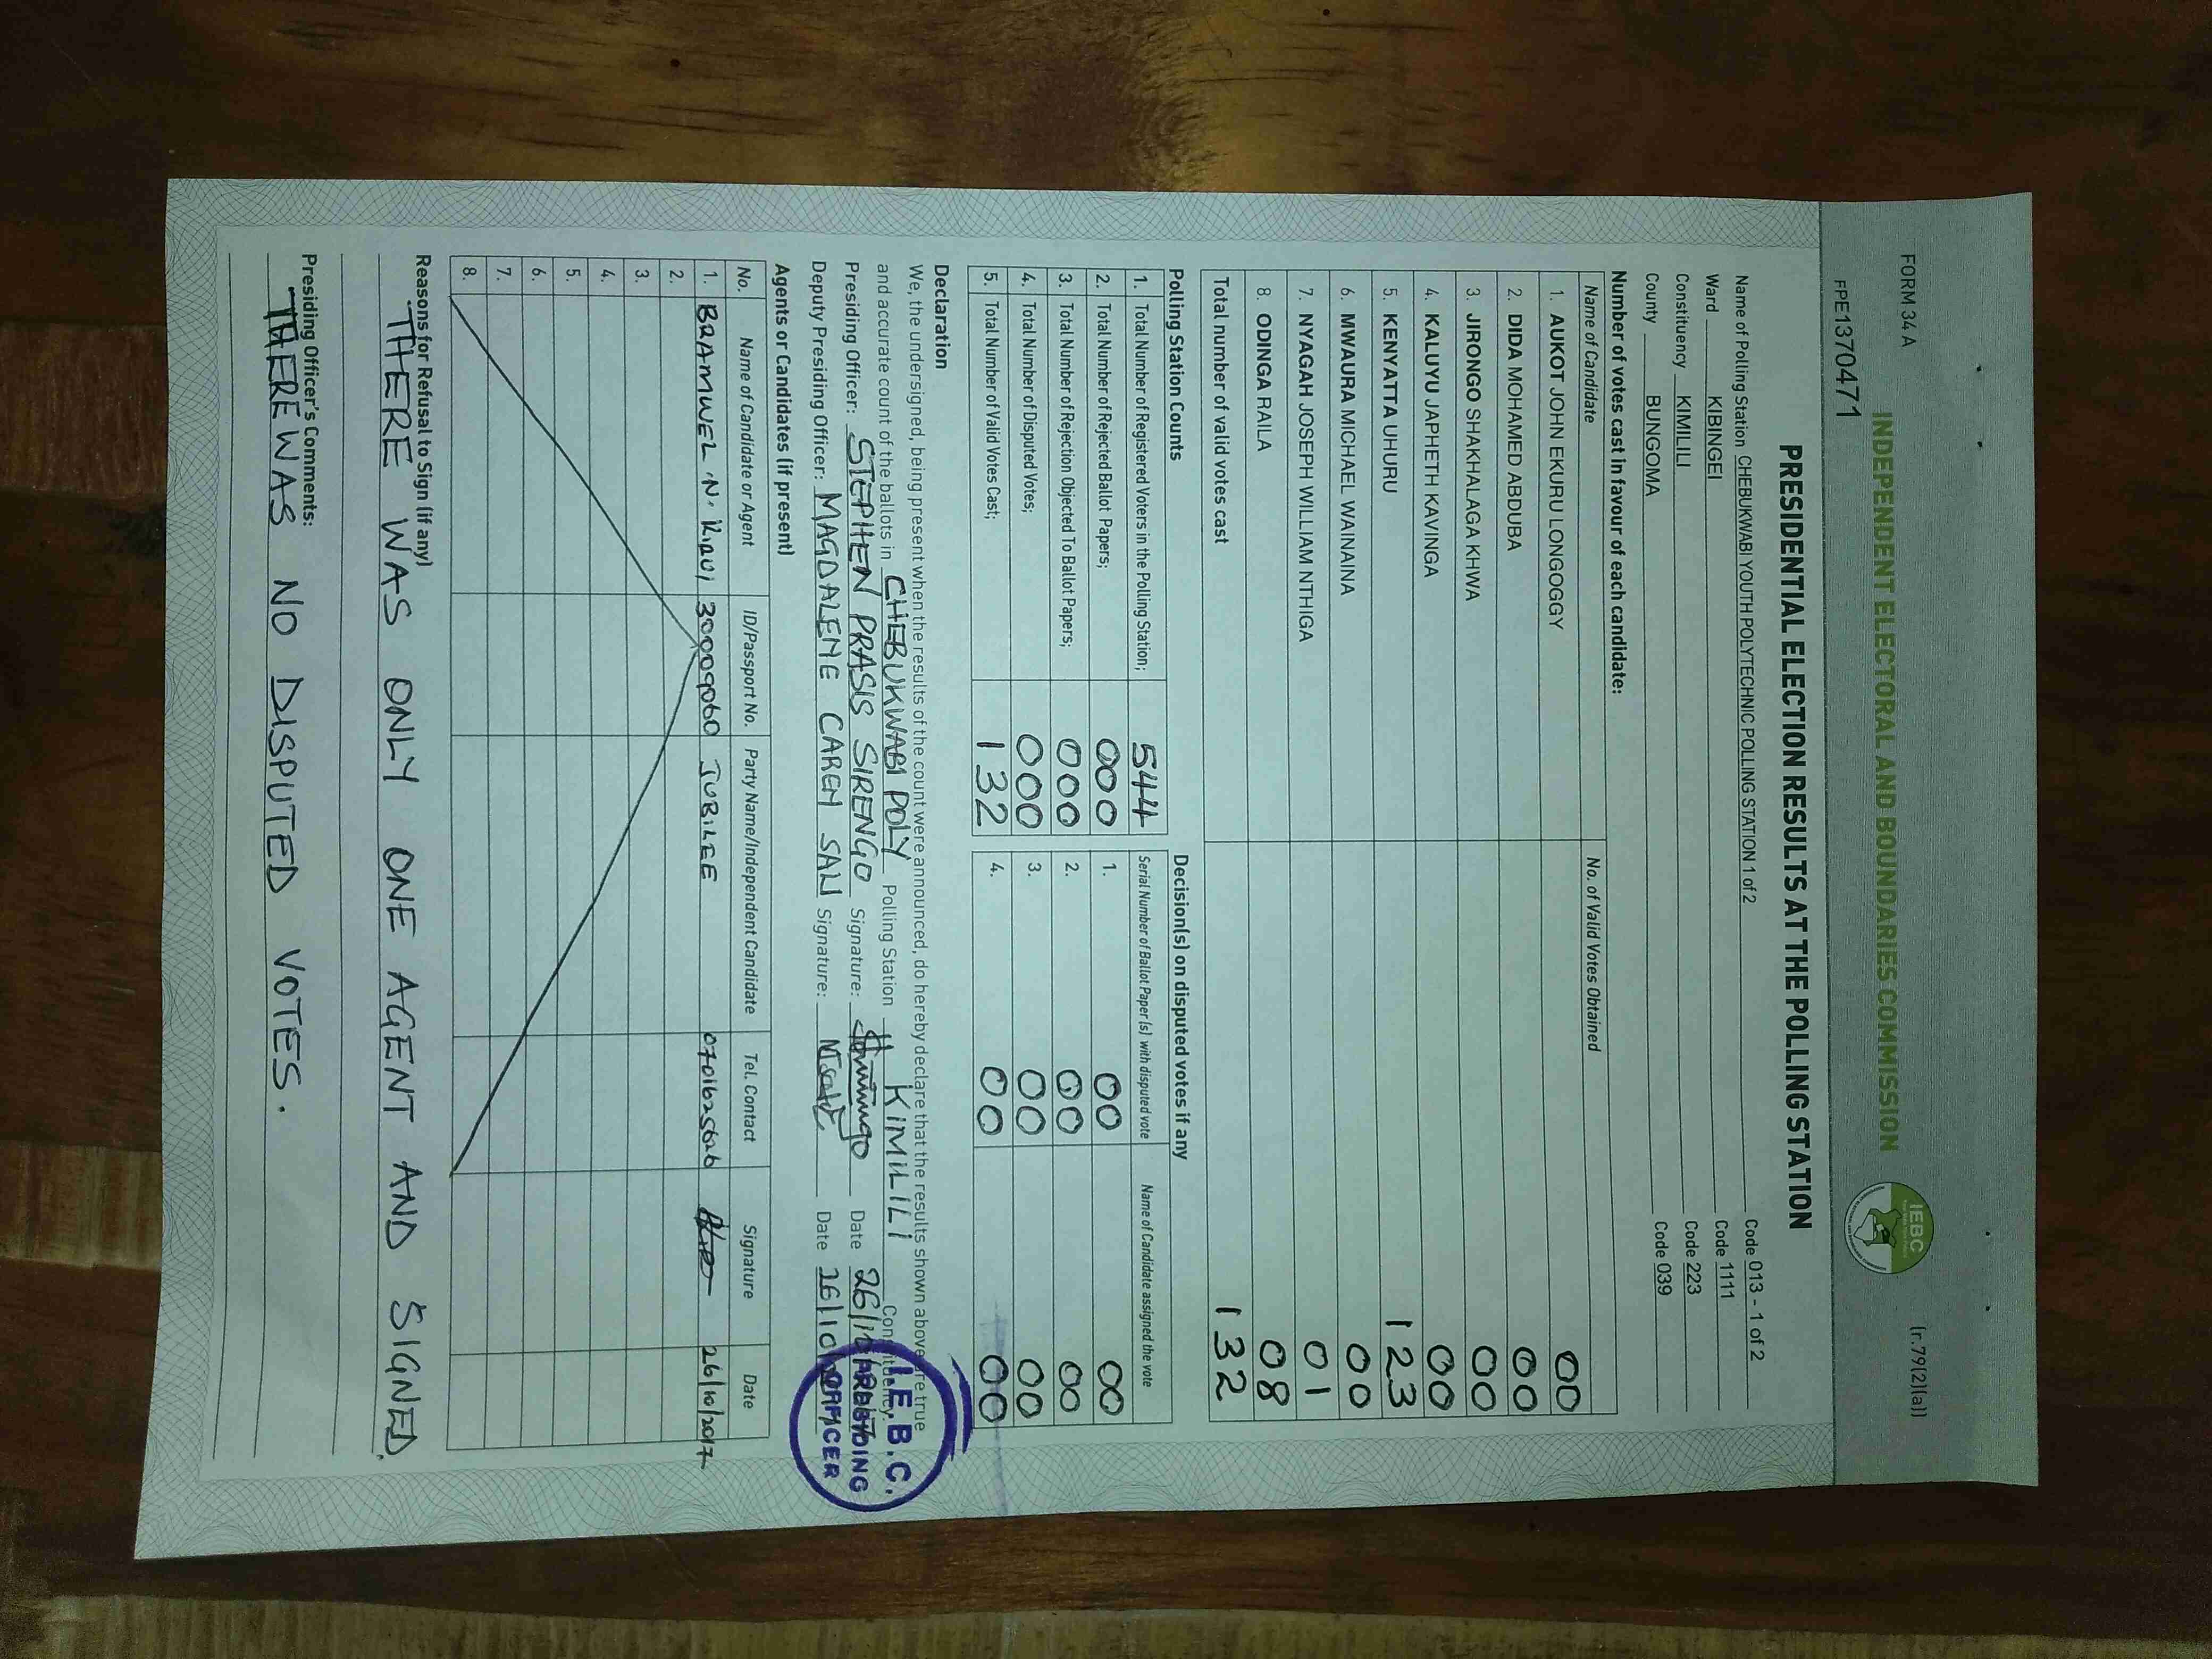 FORM 34 A
(r.79(2)(a))
INDEPENDENT ELECTORAL AND BOUNDARIES COMMISSION
IEBC
FPE1370471
PRESIDENTIAL ELECTION RESULTS AT THE POLLING STATION
Name of Polling Station CHEBUKWABI YOUTH POLYTECHNIC POLLING STATION 1 of 2 Code 013 - 1 of 2
Ward KIBINGEI Code 1111
Constituency KIMILILI Code 223
County BUNGOMA Code 039
Number of votes cast in favour of each candidate:
Name of Candidate No. of Valid Votes Obtained
1. AUKOT JOHN EKURU LONGOGGY 00
2. DIDA MOHAMED ABDUBA 00
3. JIRONGO SHAKHALAGA KHWA 00
4. KALUYU JAPHETH KAVINGA 00
5. KENYATTA UHURU 123
6. MWAURA MICHAEL WAINAINA 00
7. NYAGAH JOSEPH WILLIAM NTHIGA 01
8. ODINGA RAILA 08
Total number of valid votes cast 132
Polling Station Counts Decision(s) on disputed votes if any
1. Total Number of Registered Voters in the Polling Station; 544 Serial Number of Ballot Paper (s) with disputed vote Name of Candidate assigned the vote
2. Total Number of Rejected Ballot Papers; 000 1. 00 00
3. Total Number of Rejection Objected To Ballot Papers; 000 2. 00 00
4. Total Number of Disputed Votes; 000 3. 00 00
5. Total Number of Valid Votes Cast; 132 4. 00 00
Declaration
We, the undersigned, being present when the results of the count were announced, do hereby declare that the results shown above are true
and accurate count of the ballots in CHEBUKWABI POLY Polling Station KIMILILI Constituency.
Presiding Officer: STEPHEN PRASIS SIRENGO Signature: Date 26/10
Deputy Presiding Officer: MAGDALENE CAREN SAN Signature: Date 26/10
I.E.B.C.
PRESIDING
OFFICER
Agents or Candidates (if present)
No. Name of Candidate or Agent ID/Passport No. Party Name/Independent Candidate Tel. Contact Signature Date
1. BRAMWEL .N. 30009060 JUBILEE 0701625626 26/10/2017
2.
3.
4.
5.
6.
7.
8.
Reasons for Refusal to Sign (if any)
THERE WAS ONLY ONE AGENT AND SIGNED.
Presiding Officer's Comments:
THERE WAS NO DISPUTED VOTES.